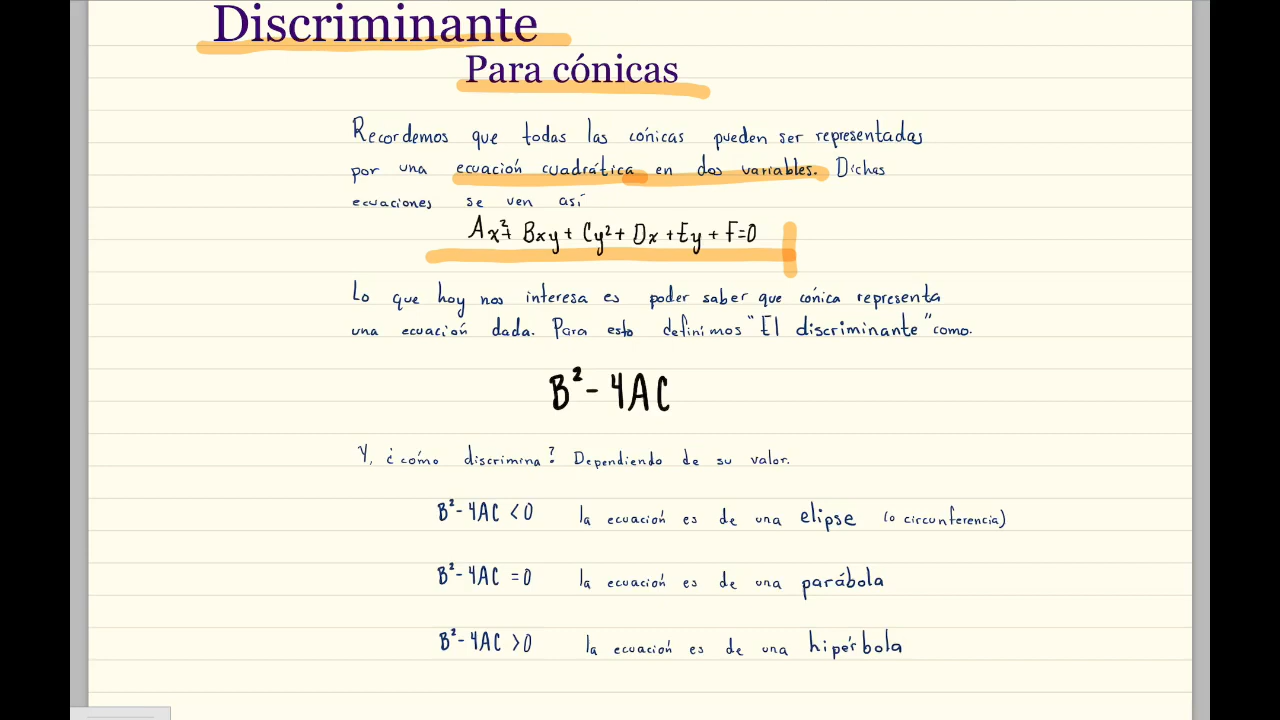 Discriminante
Para cónicas
Recordemos que todas las cónicas pueden ser representadas
por una ecuación cuadrática en dos variables. Dichas
ecuaciones se ven así
Ax²+ Bxy + Cy² + Dx + Ey + F=0
Lo que hoy nos interesa es poder saber que cónica representa
una ecuación dada. Para esto definimos "El discriminante" como.
B² - 4AC
Y, ¿cómo discrimina? Dependiendo de su valor.
B² - 4AC < 0 la ecuación es de una elipse (o circunferencia)
B² - 4AC = 0 la ecuación es de una parábola
B² - 4AC > 0 la ecuación es de una hipérbola